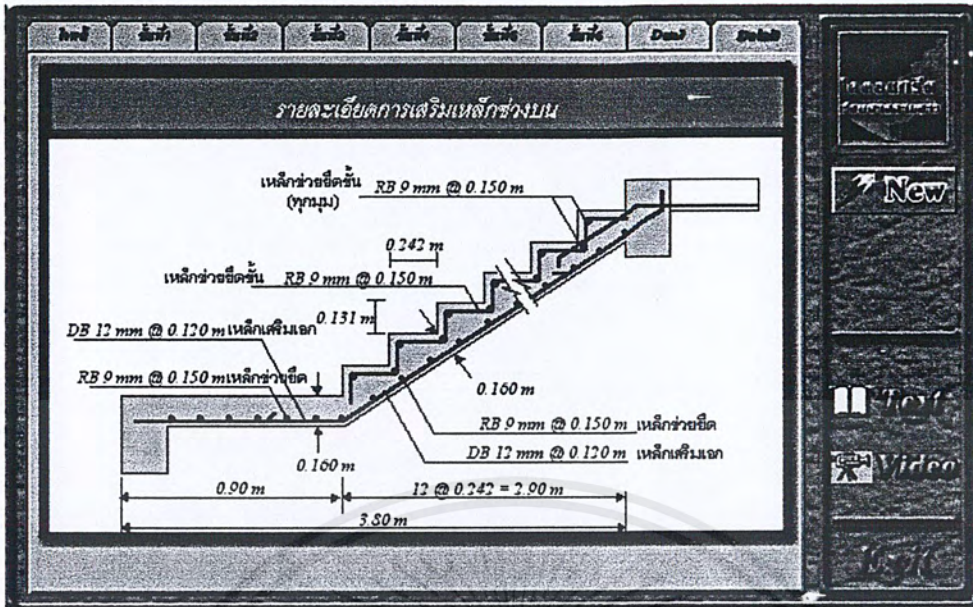 รายละเอียดการเสริมเหล็กช่วงบน
New
เหล็กช่วยยึดขั้น RB 9 mm @ 0.150 m
(ทุกมุม)
0.242 m
เหล็กช่วยยึดขั้น RB 9 mm @ 0.150 m
0.131 m
DB 12 mm @ 0.120 m เหล็กเสริมเอก
RB 9 mm @ 0.150 m เหล็กช่วยยึด
0.160 m
RB 9 mm @ 0.150 m เหล็กช่วยยึด
DB 12 mm @ 0.120 m เหล็กเสริมเอก
0.160 m
0.90 m
12 @ 0.242 = 2.90 m
3.80 m
Text
Video
Exit